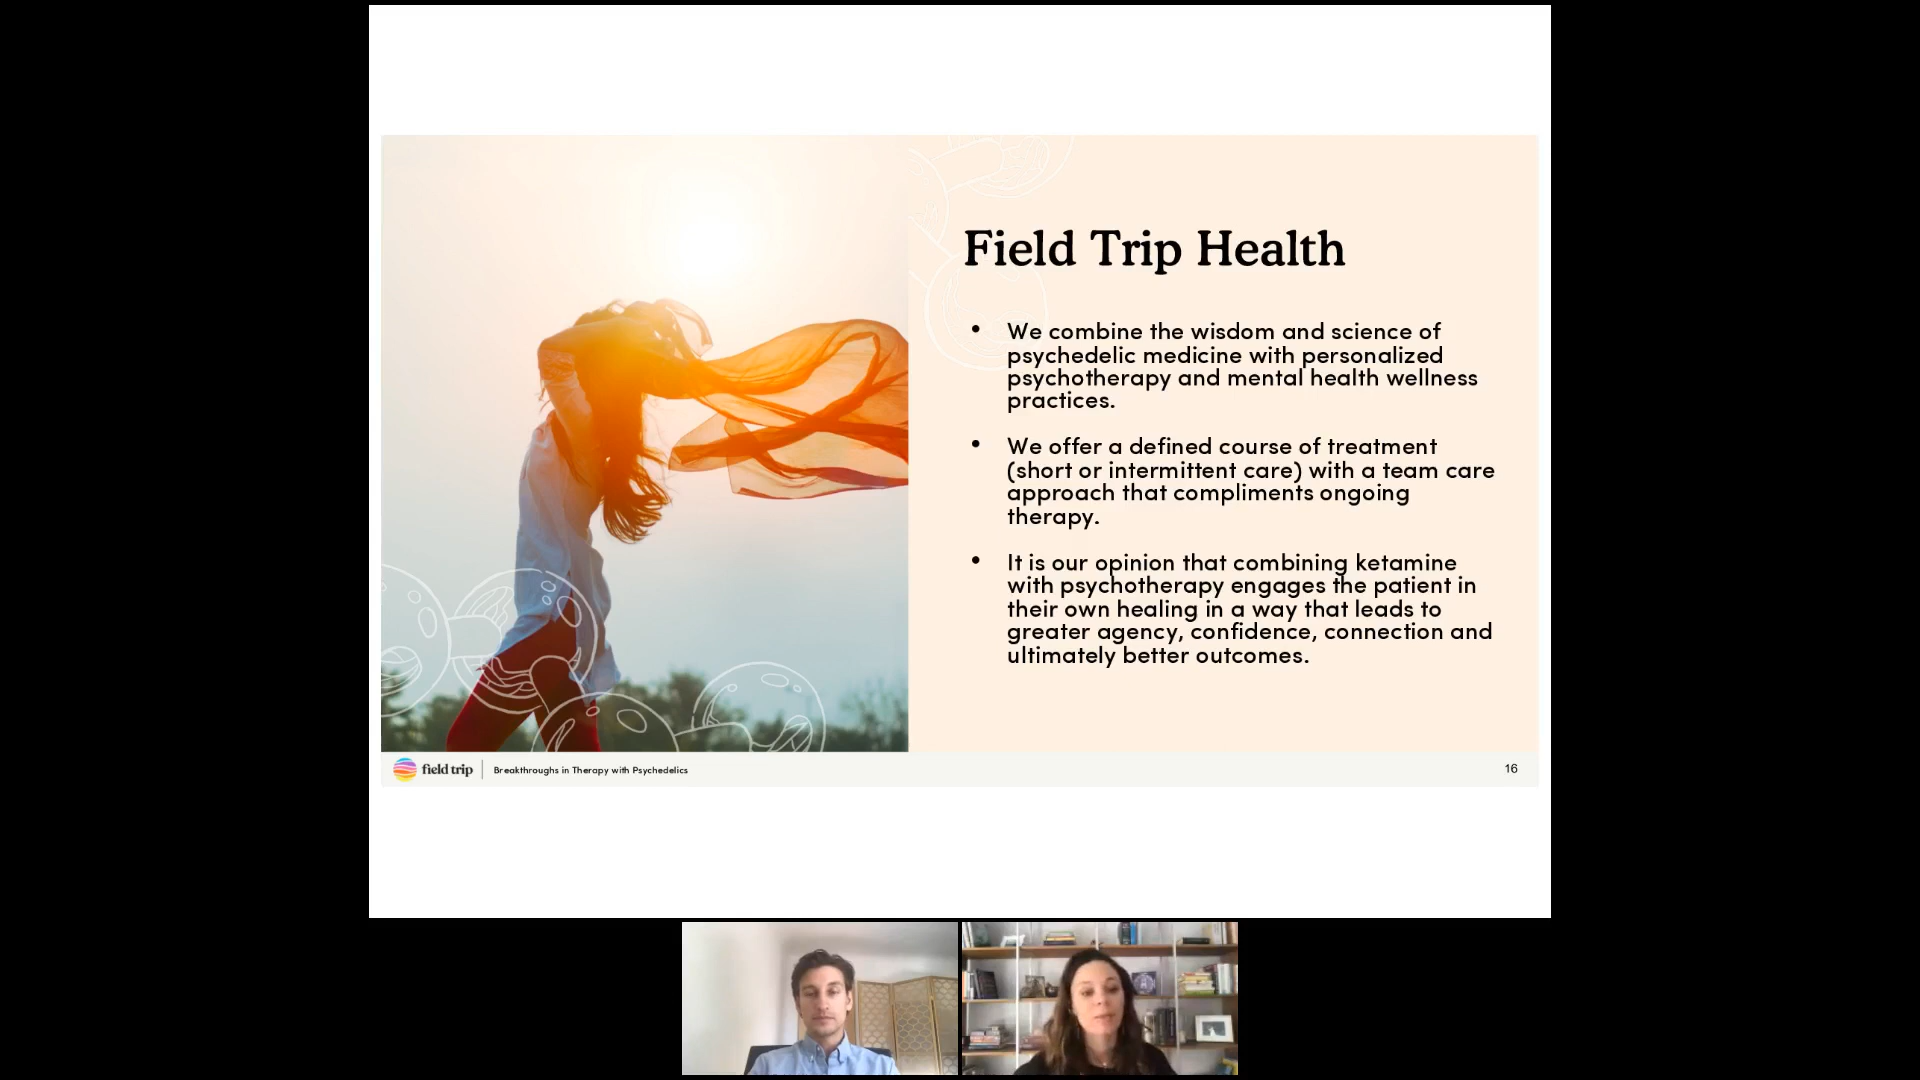 Field Trip Health
• We combine the wisdom and science of
psychedelic medicine with personalized
psychotherapy and mental health wellness
practices.
• We offer a defined course of treatment
(short or intermittent care) with a team care
approach that compliments ongoing
therapy.
• It is our opinion that combining ketamine
with psychotherapy engages the patient in
their own healing in a way that leads to
greater agency, confidence, connection and
ultimately better outcomes.
field trip | Breakthroughs in Therapy with Psychedelics
16